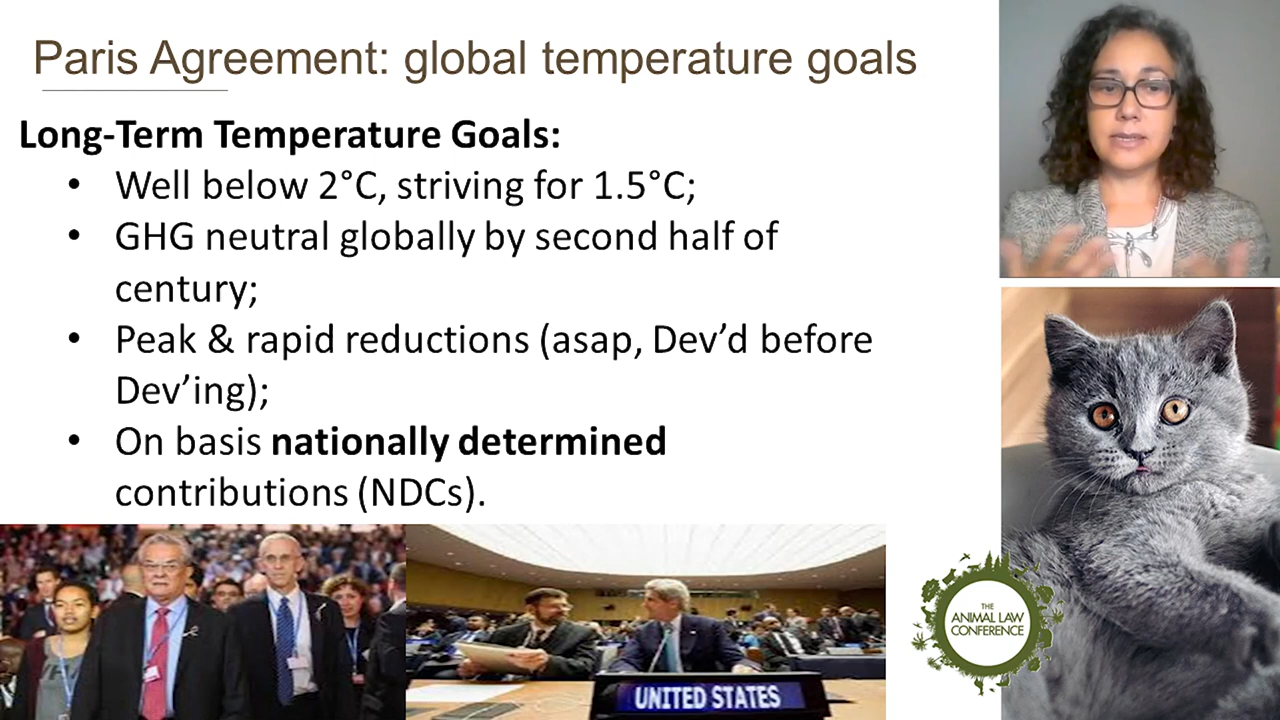 Paris Agreement: global temperature goals
Long-Term Temperature Goals:
• Well below 2°C, striving for 1.5°C;
• GHG neutral globally by second half of
century;
• Peak & rapid reductions (asap, Dev’d before
Dev’ing);
• On basis nationally determined
contributions (NDCs).
UNITED STATES
THE
ANIMAL LAW
CONFERENCE